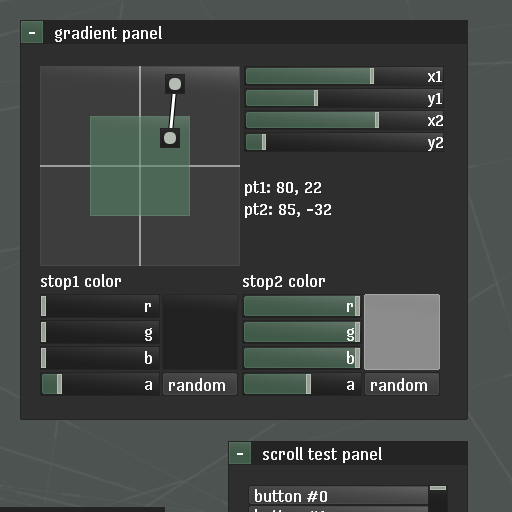 - gradient panel
x1
y1
x2
y2
pt1: 80, 22
pt2: 85, -32
stop1 color
stop2 color
r
r
g
g
b
b
a
random
a
random
- scroll test panel
button #0